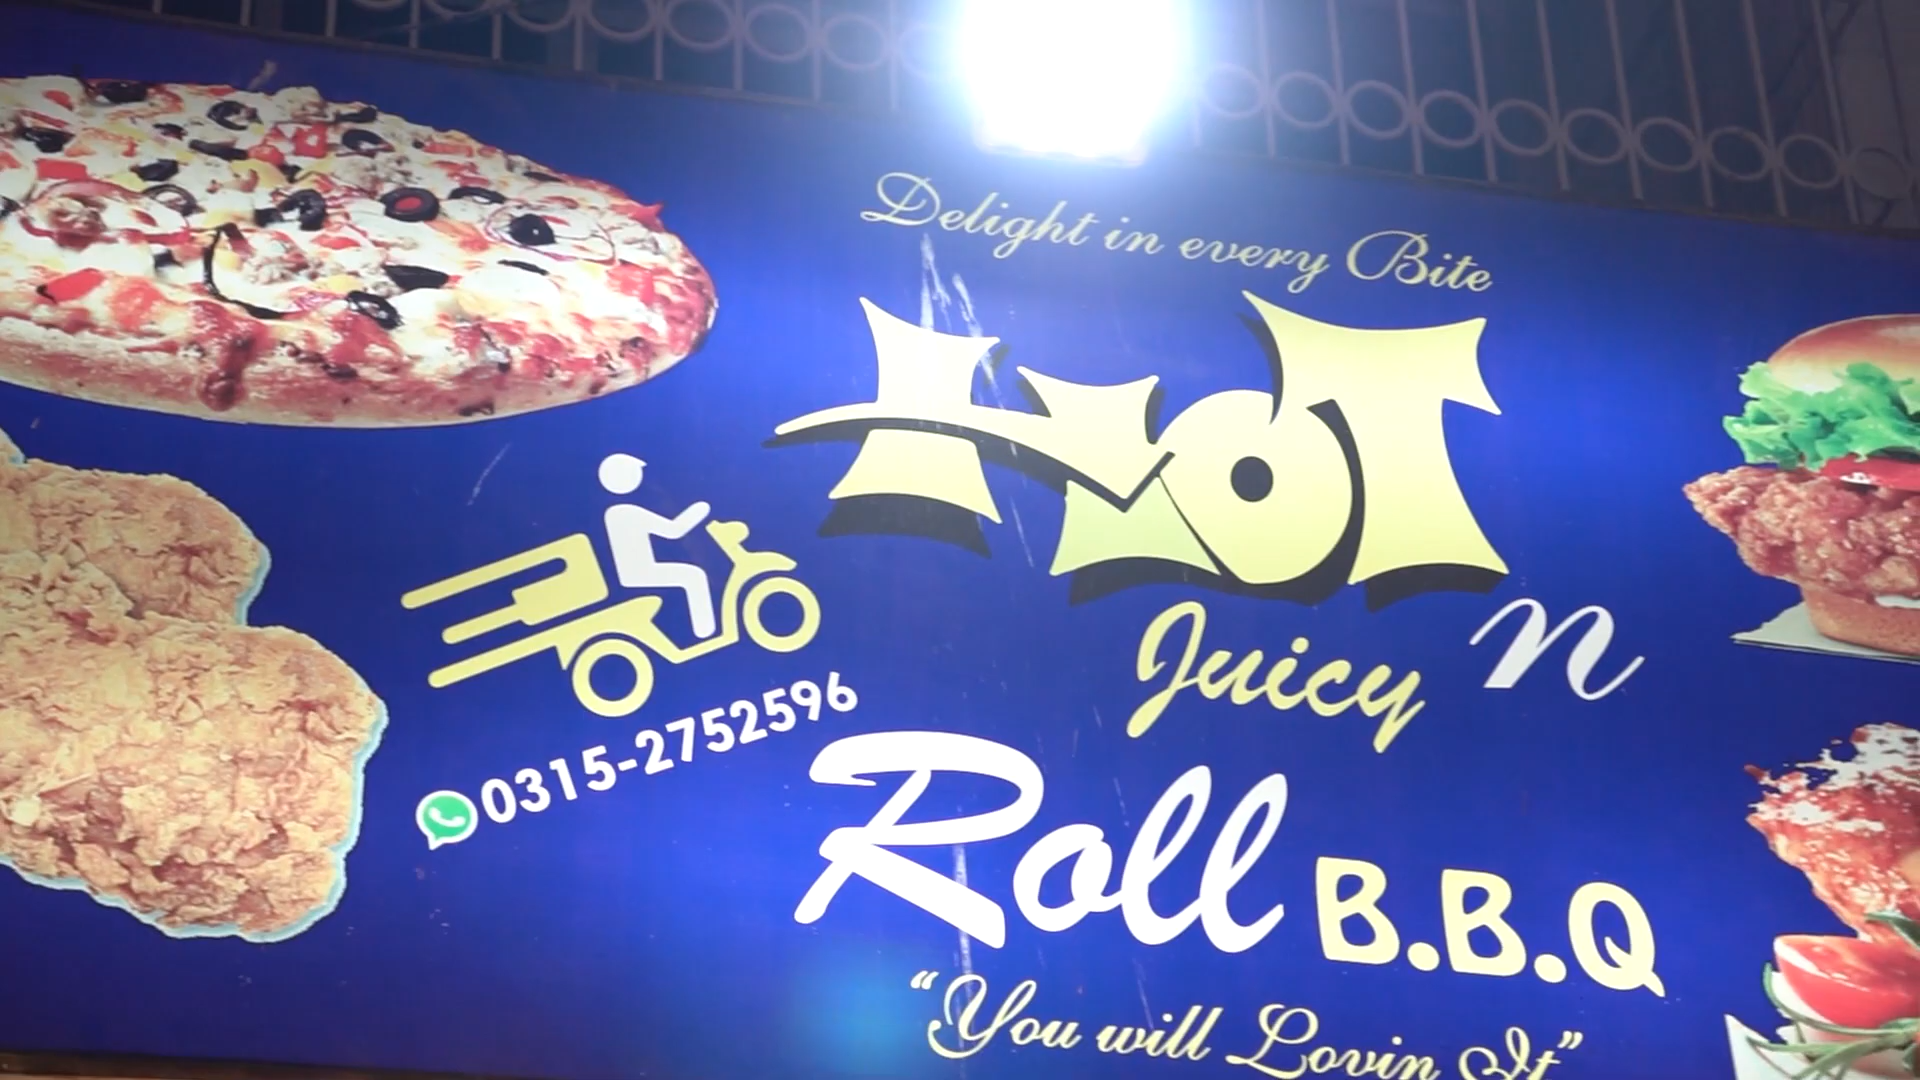 Delight in every Bite
HOT n
Juicy
Roll B.B.Q
"You will Lovin It"
0315-2752596